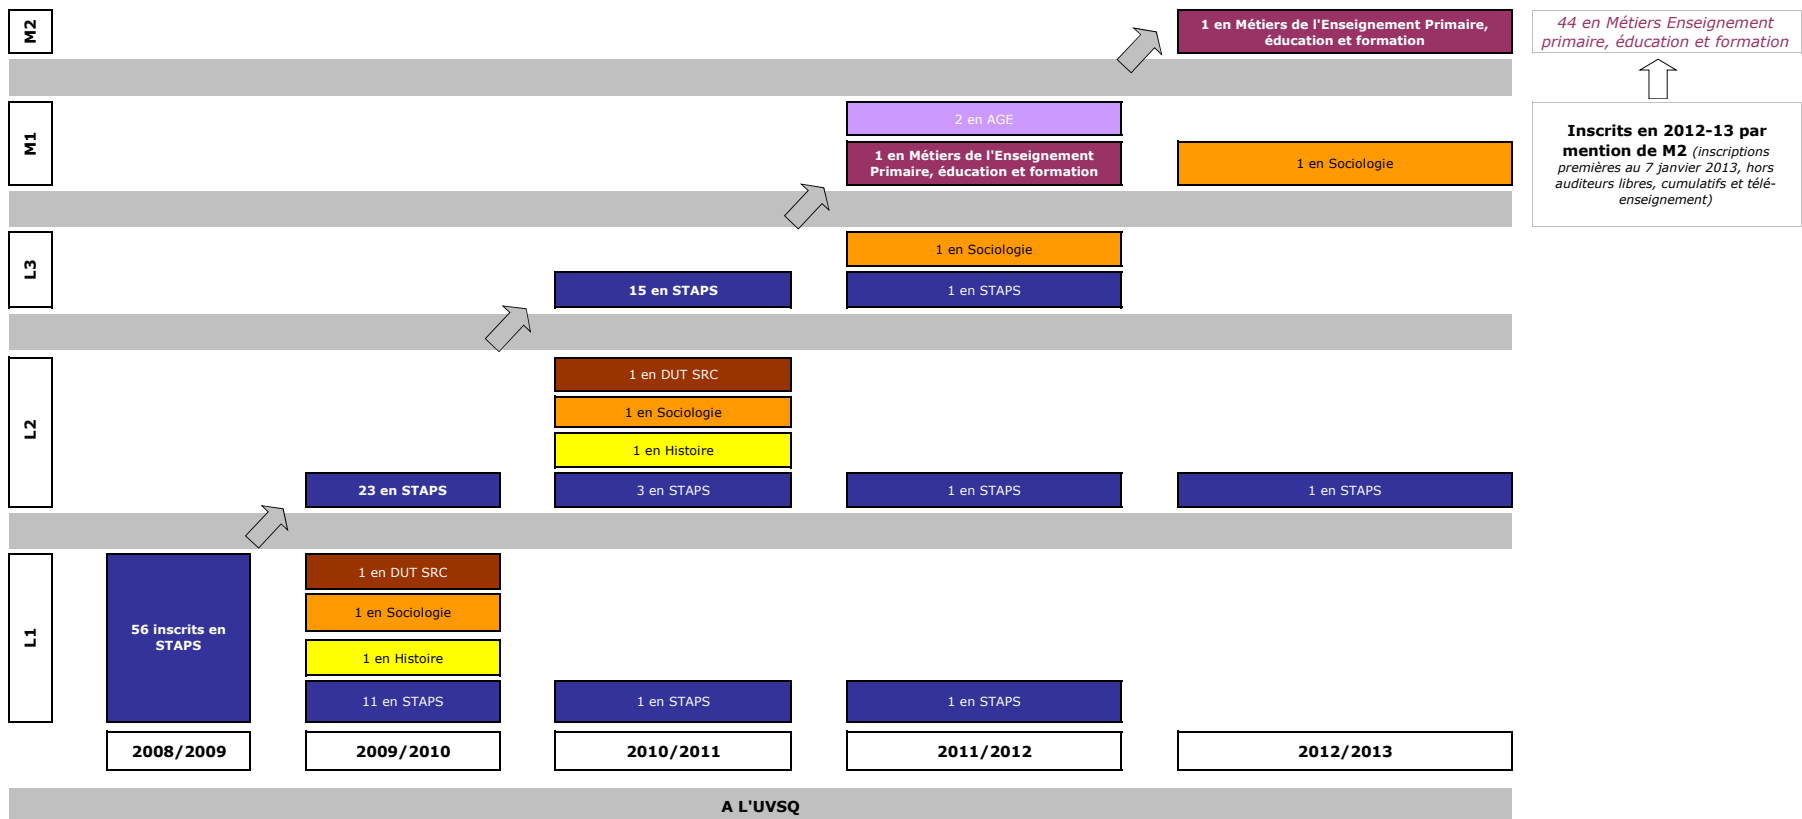 M2
1 en Métiers de l'Enseignement Primaire,
éducation et formation
44 en Métiers Enseignement
primaire, éducation et formation
M1
2 en AGE
1 en Métiers de l'Enseignement
Primaire, éducation et formation
1 en Sociologie
Inscrits en 2012-13 par
mention de M2 (inscriptions
premières au 7 janvier 2013, hors
auditeurs libres, cumulatifs et télé-
enseignement)
L3
1 en Sociologie
15 en STAPS
1 en STAPS
L2
1 en DUT SRC
1 en Sociologie
1 en Histoire
23 en STAPS
3 en STAPS
1 en STAPS
1 en STAPS
L1
56 inscrits en
STAPS
1 en DUT SRC
1 en Sociologie
1 en Histoire
11 en STAPS
1 en STAPS
1 en STAPS
2008/2009
2009/2010
2010/2011
2011/2012
2012/2013
A L'UVSQ